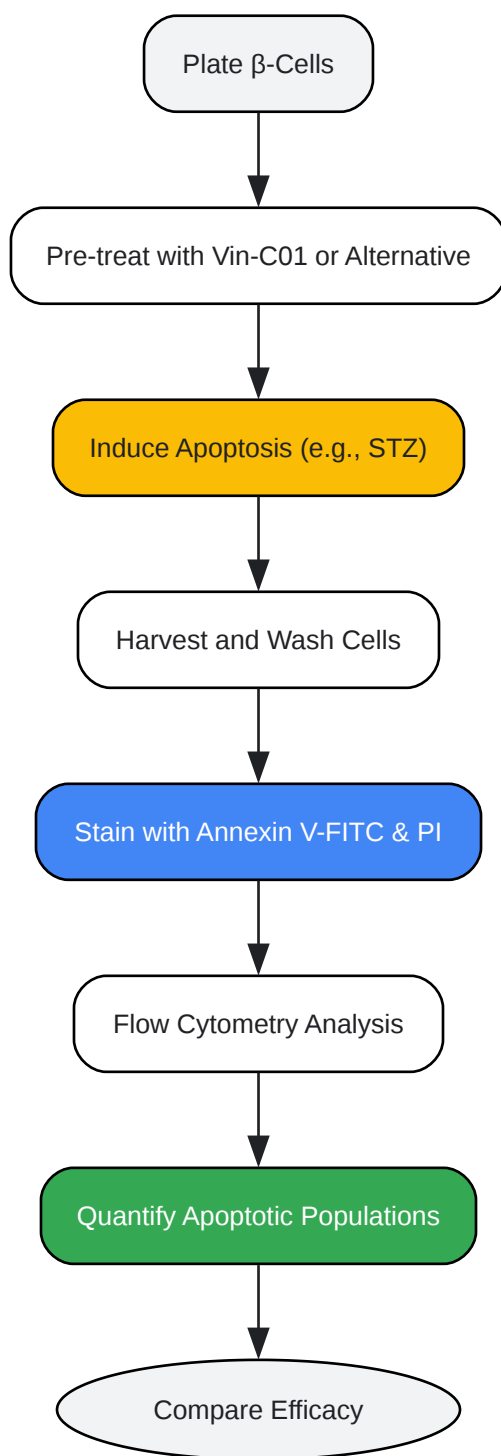 Plate β-Cells
Pre-treat with Vin-C01 or Alternative
Induce Apoptosis (e.g., STZ)
Harvest and Wash Cells
Stain with Annexin V-FITC & PI
Flow Cytometry Analysis
Quantify Apoptotic Populations
Compare Efficacy